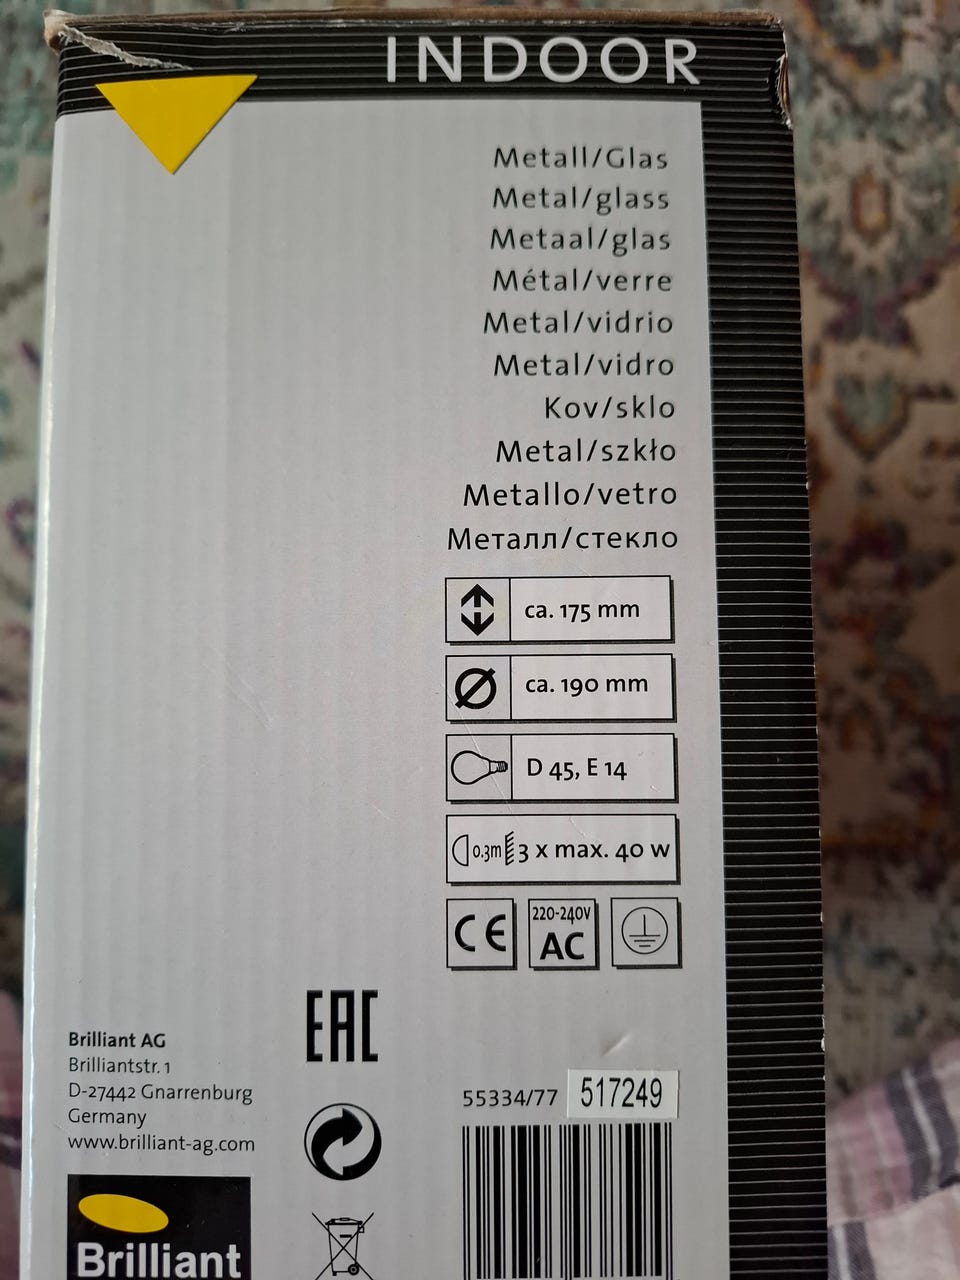 INDOOR
Metall/Glas
Metal/glass
Metaal/glas
Métal/verre
Metal/vidrio
Metal/vidro
Kov/sklo
Metal/szkło
Metallo/vetro
Металл/стекло
ca. 175 mm
ca. 190 mm
D 45, E 14
0.3m 3 x max. 40 w
CE
220-240V
AC
EAC
Brilliant AG
Brilliantstr. 1
D-27442 Gnarrenburg
Germany
www.brilliant-ag.com
55334/77 517249
Brilliant